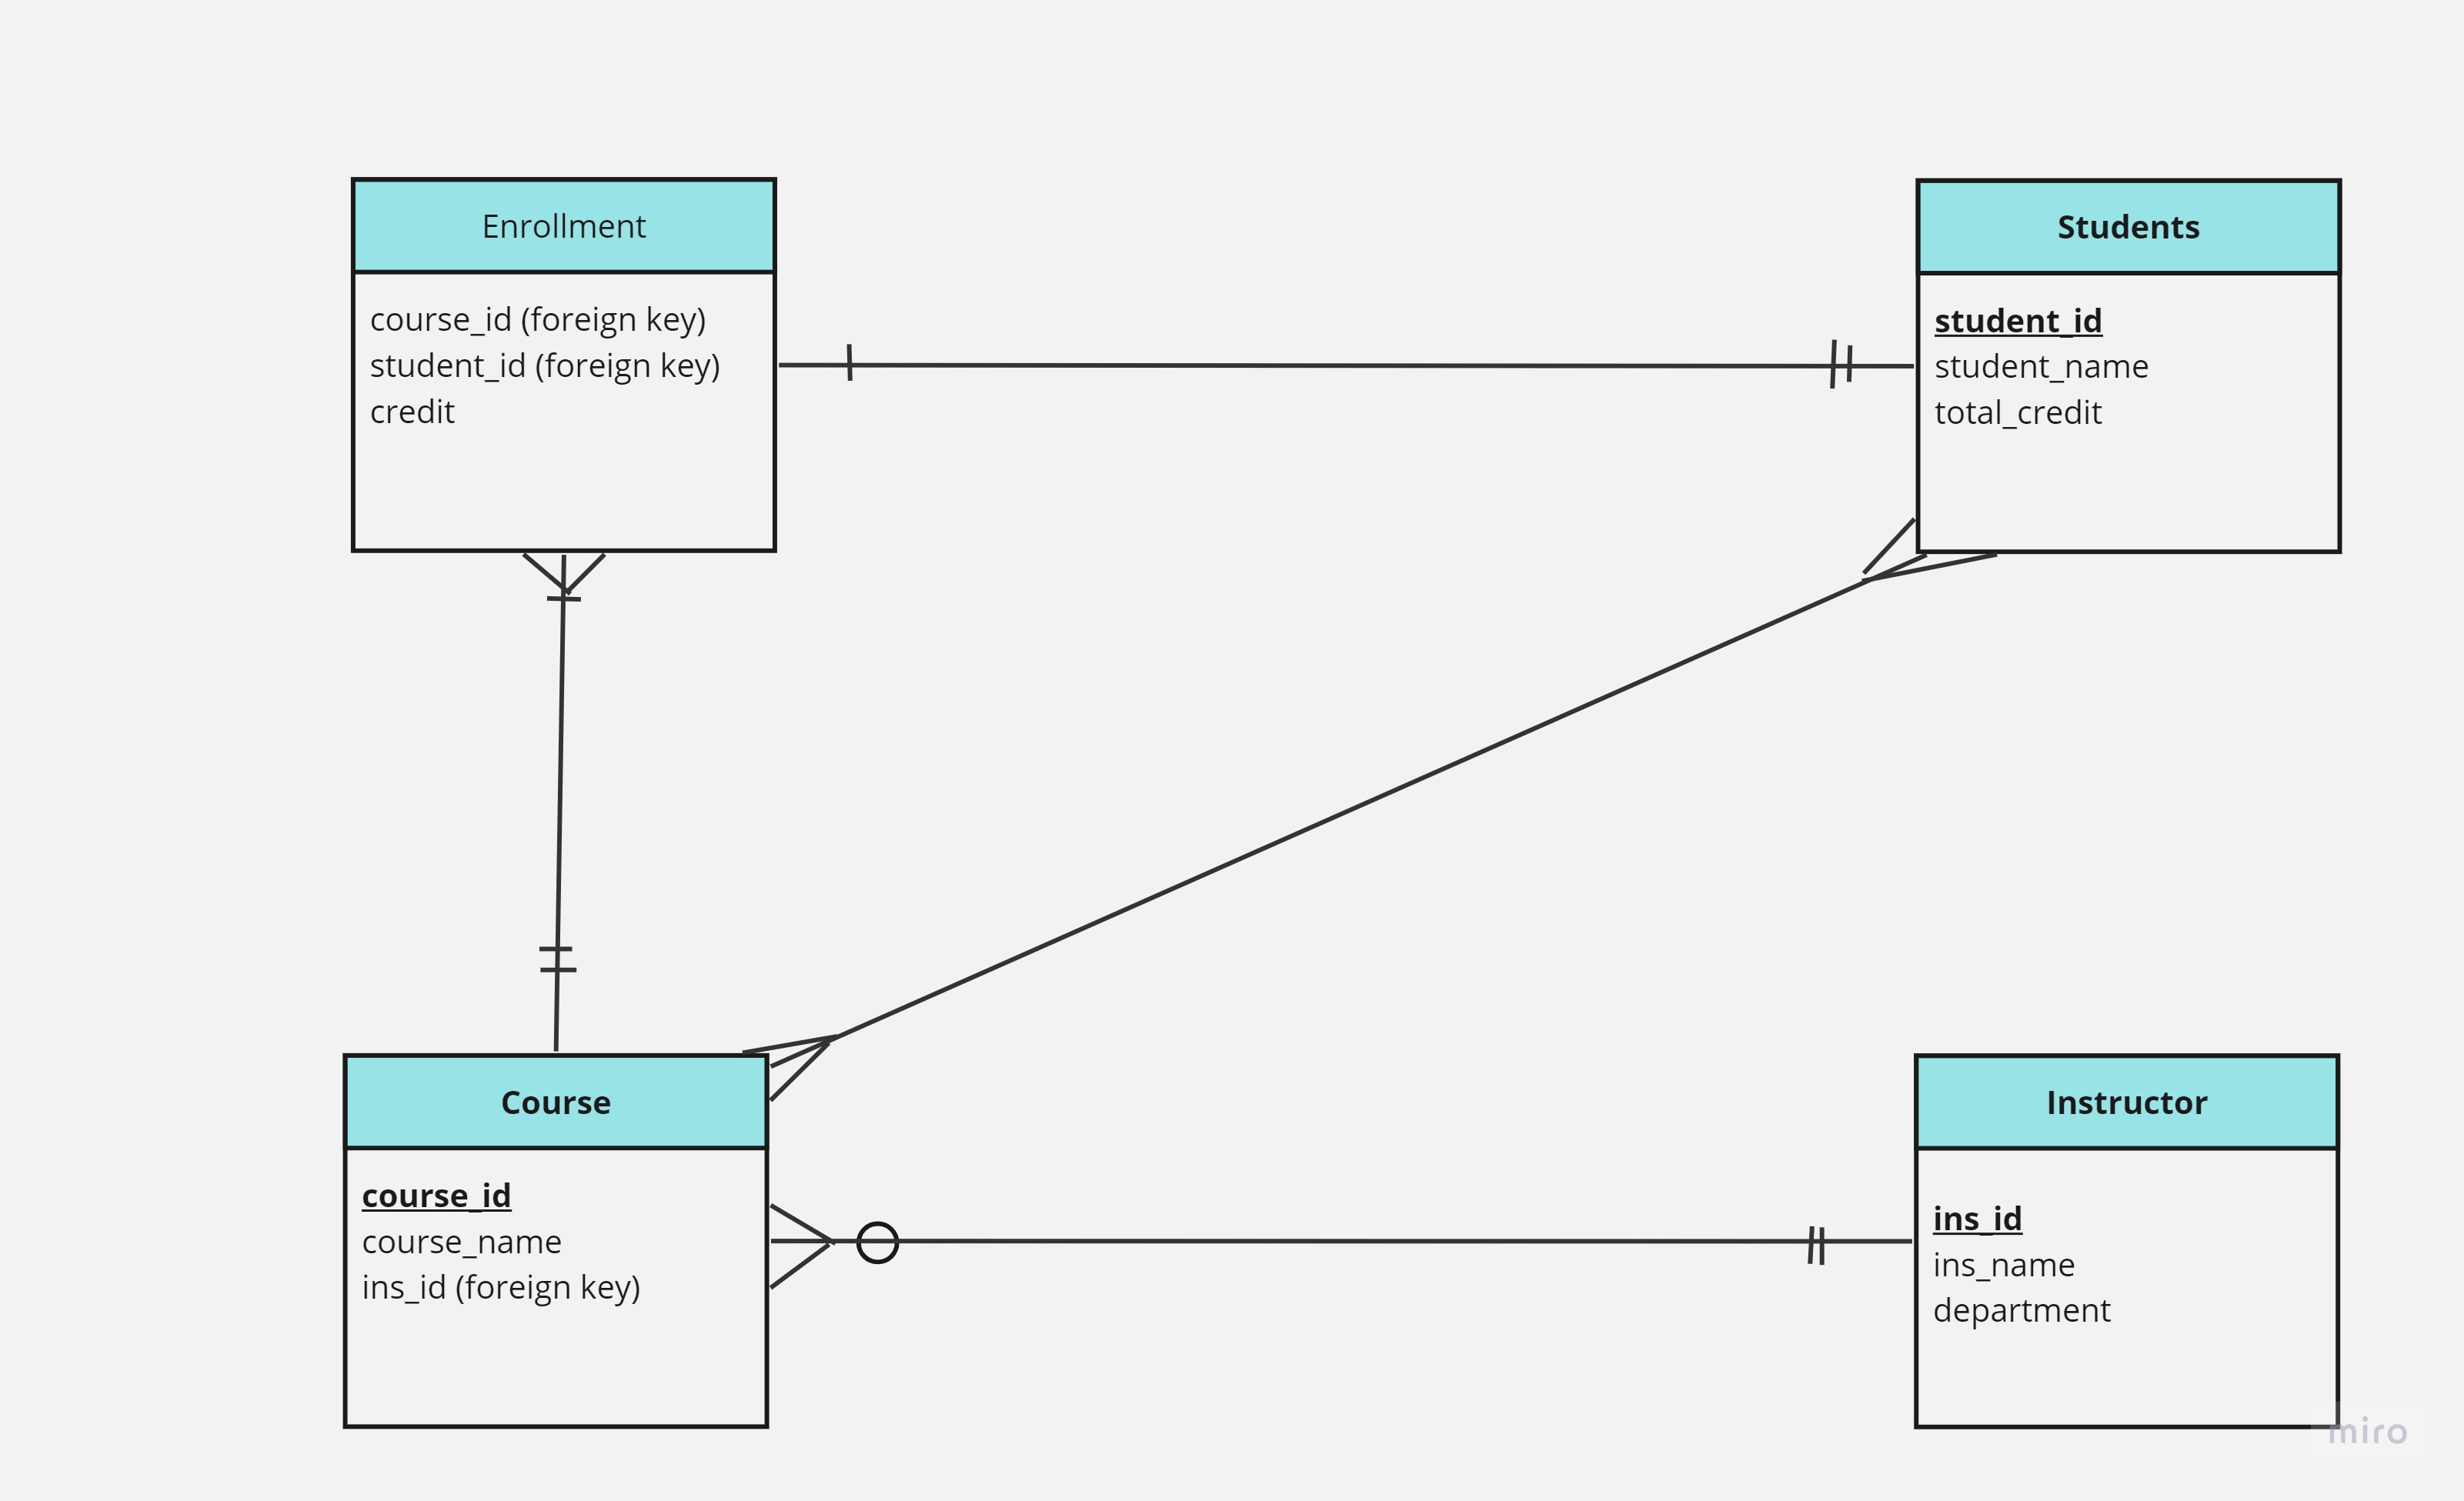 Enrollment
course_id (foreign key)
student_id (foreign key)
credit
Students
student_id
student_name
total_credit
Course
course_id
course_name
ins_id (foreign key)
Instructor
ins_id
ins_name
department
miro